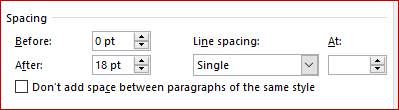 Spacing
Before: 0 pt Line spacing: At:
After: 18 pt Single
Don't add space between paragraphs of the same style